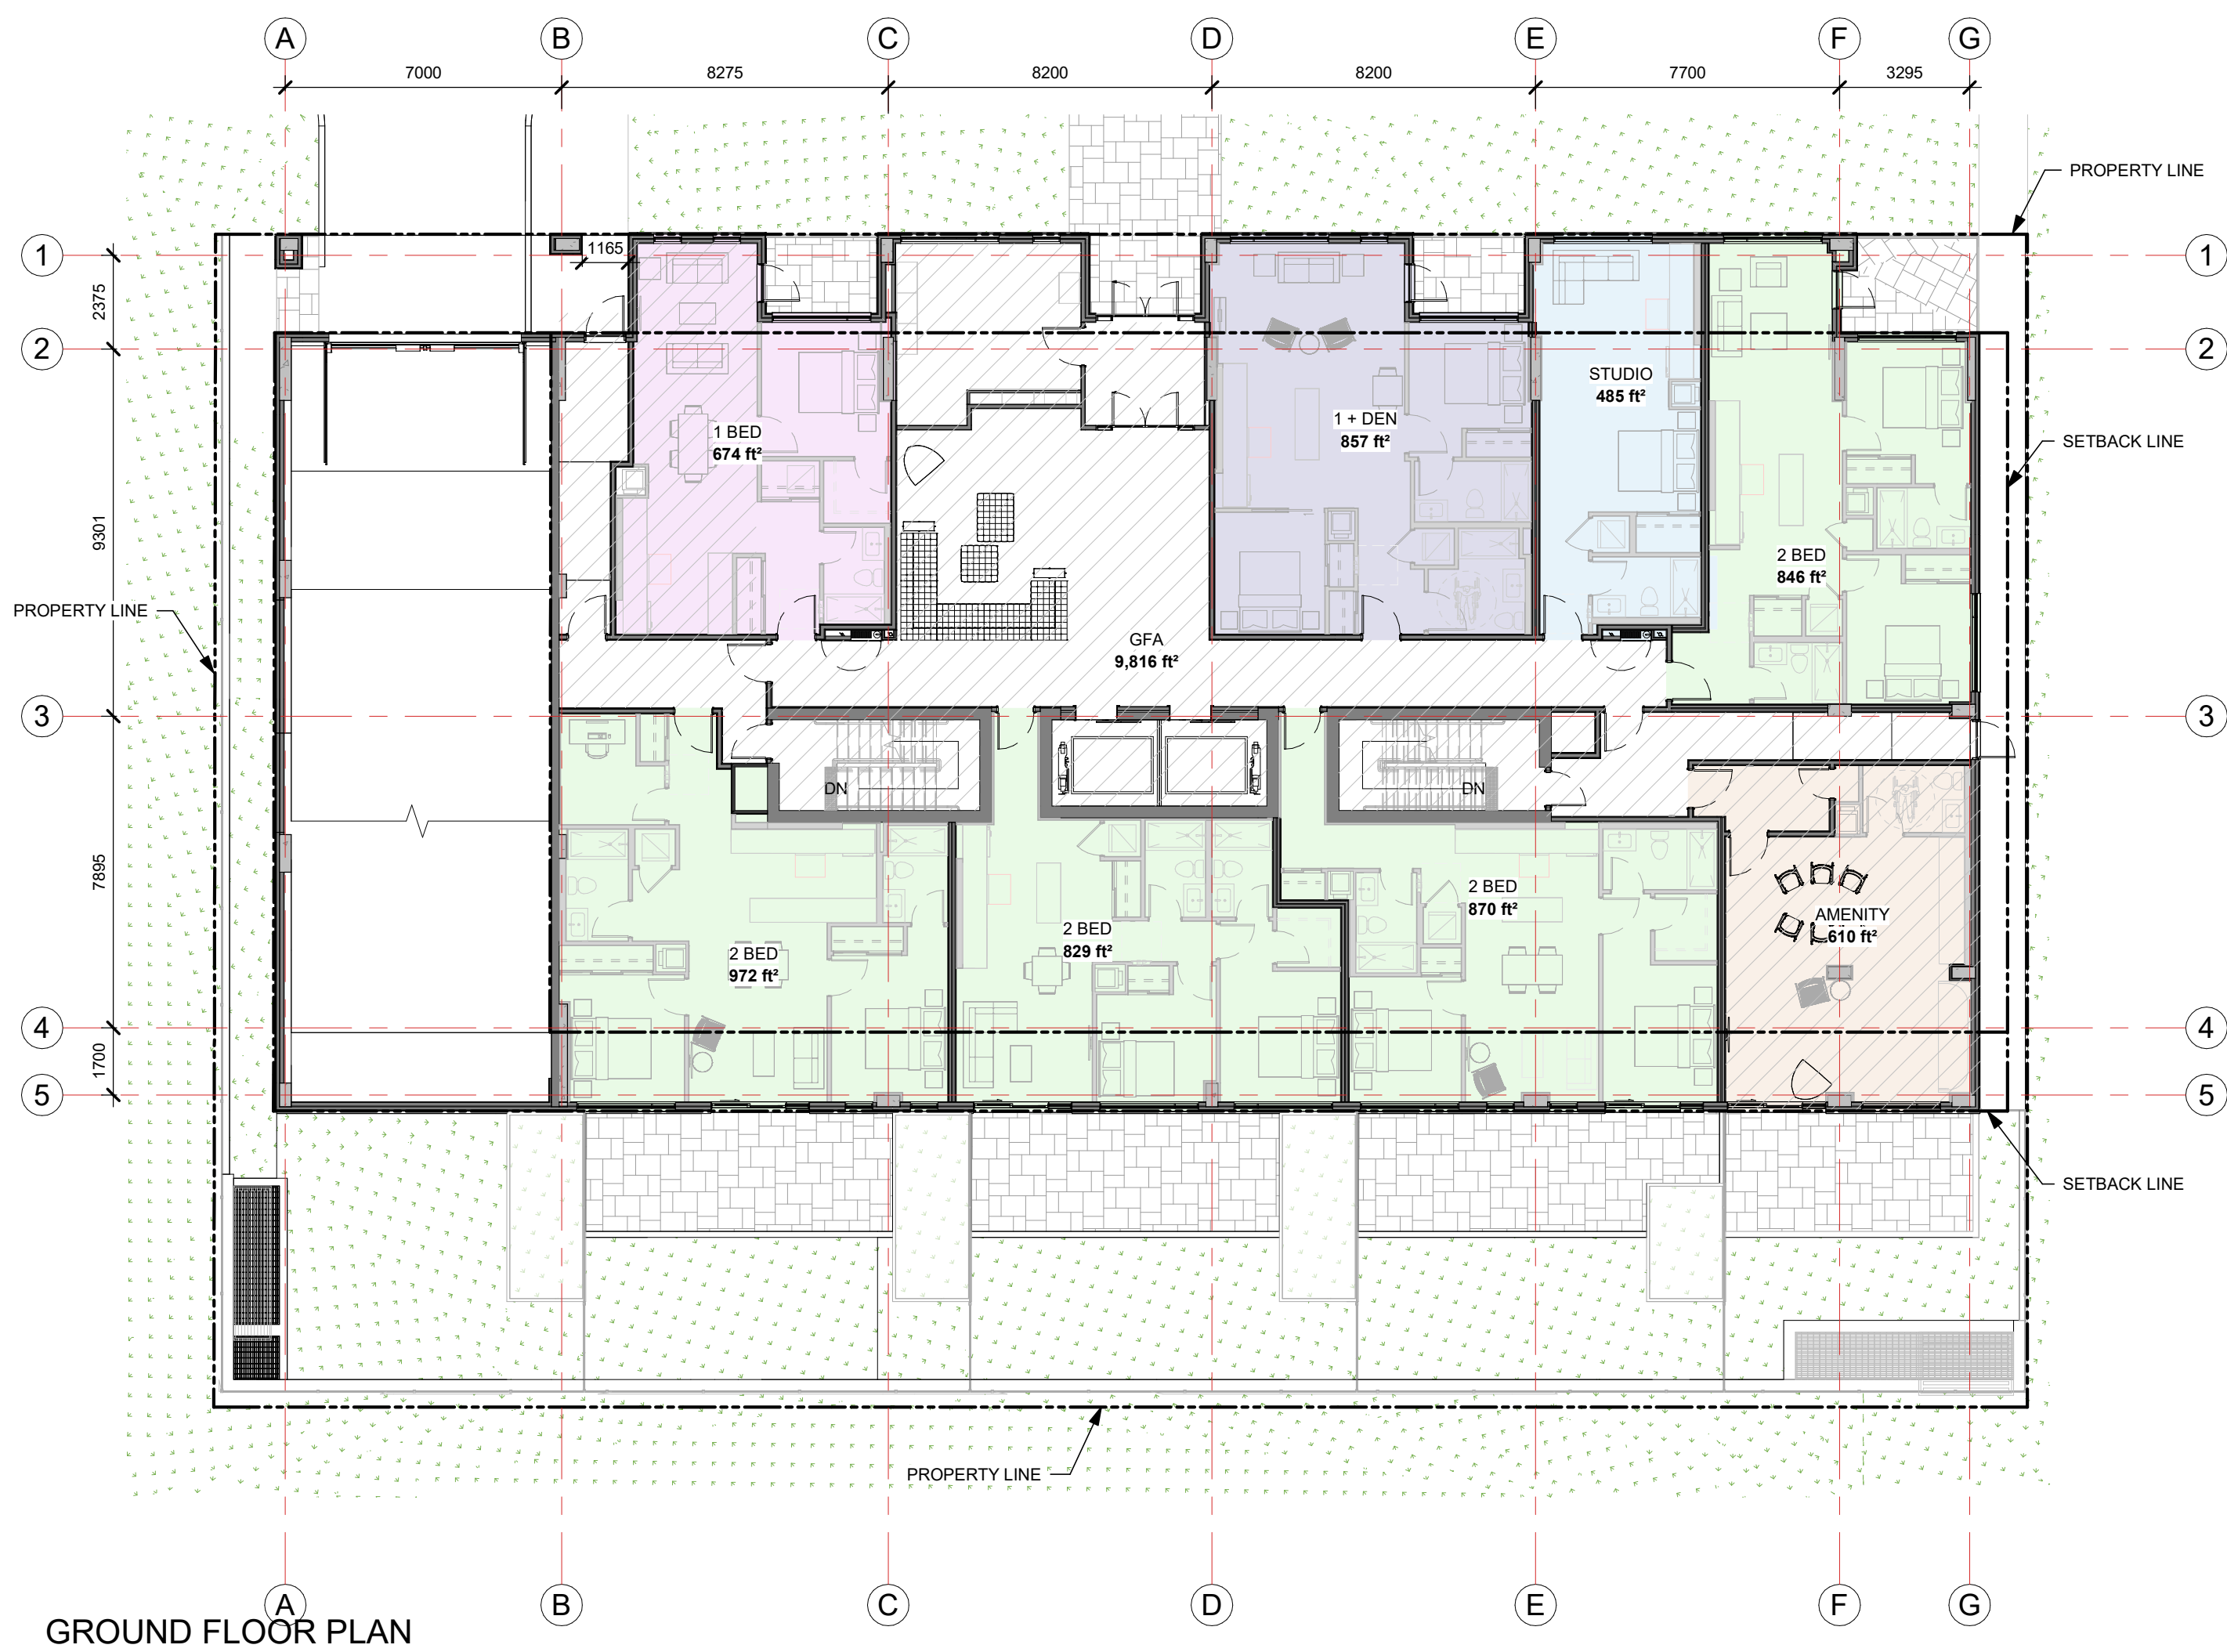 A B C D E F G
7000 8275 8200 8200 7700 3295
PROPERTY LINE
1165
1 1
2375
2 2
STUDIO
485 ft²
1 + DEN
857 ft²
1 BED
674 ft²
SETBACK LINE
9301
2 BED
846 ft²
PROPERTY LINE
GFA
9,816 ft²
3 3
DN DN
7895
2 BED
870 ft²
AMENITY
610 ft²
2 BED
829 ft²
2 BED
972 ft²
4 4
1700
5 5
SETBACK LINE
PROPERTY LINE
A B C D E F G
GROUND FLOOR PLAN